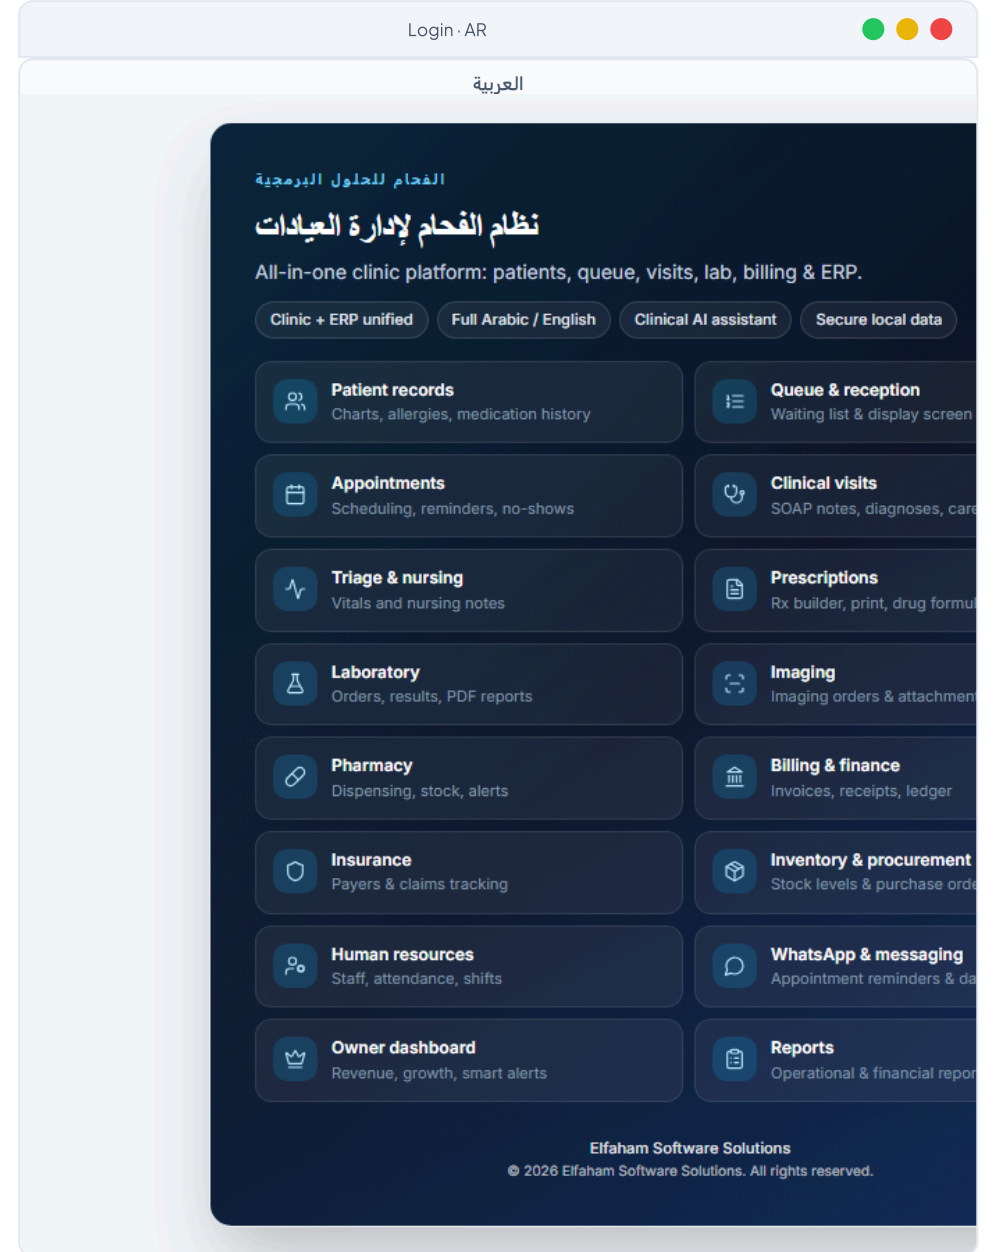 Login · AR
العربية
الفحام للحلول البرمجية
نظام الفحام لإدارة العيادات
All-in-one clinic platform: patients, queue, visits, lab, billing & ERP.
Clinic + ERP unified
Full Arabic / English
Clinical AI assistant
Secure local data
Patient records
Charts, allergies, medication history
Queue & reception
Waiting list & display screen
Appointments
Scheduling, reminders, no-shows
Clinical visits
SOAP notes, diagnoses, care
Triage & nursing
Vitals and nursing notes
Prescriptions
Rx builder, print, drug
Laboratory
Orders, results, PDF reports
Imaging
Imaging orders &
Pharmacy
Dispensing, stock, alerts
Billing & finance
Invoices, receipts, ledger
Insurance
Payers & claims tracking
Inventory & procurement
Stock levels & purchase
Human resources
Staff, attendance, shifts
WhatsApp & messaging
Appointment reminders &
Owner dashboard
Revenue, growth, smart alerts
Reports
Operational & financial
Elfaham Software Solutions
© 2026 Elfaham Software Solutions. All rights reserved.